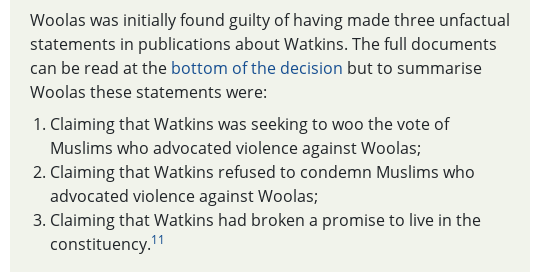 Woolas was initially found guilty of having made three unfactual
statements in publications about Watkins. The full documents
can be read at the bottom of the decision but to summarise
Woolas these statements were:
1. Claiming that Watkins was seeking to woo the vote of
Muslims who advocated violence against Woolas;
2. Claiming that Watkins refused to condemn Muslims who
advocated violence against Woolas;
3. Claiming that Watkins had broken a promise to live in the
constituency.11